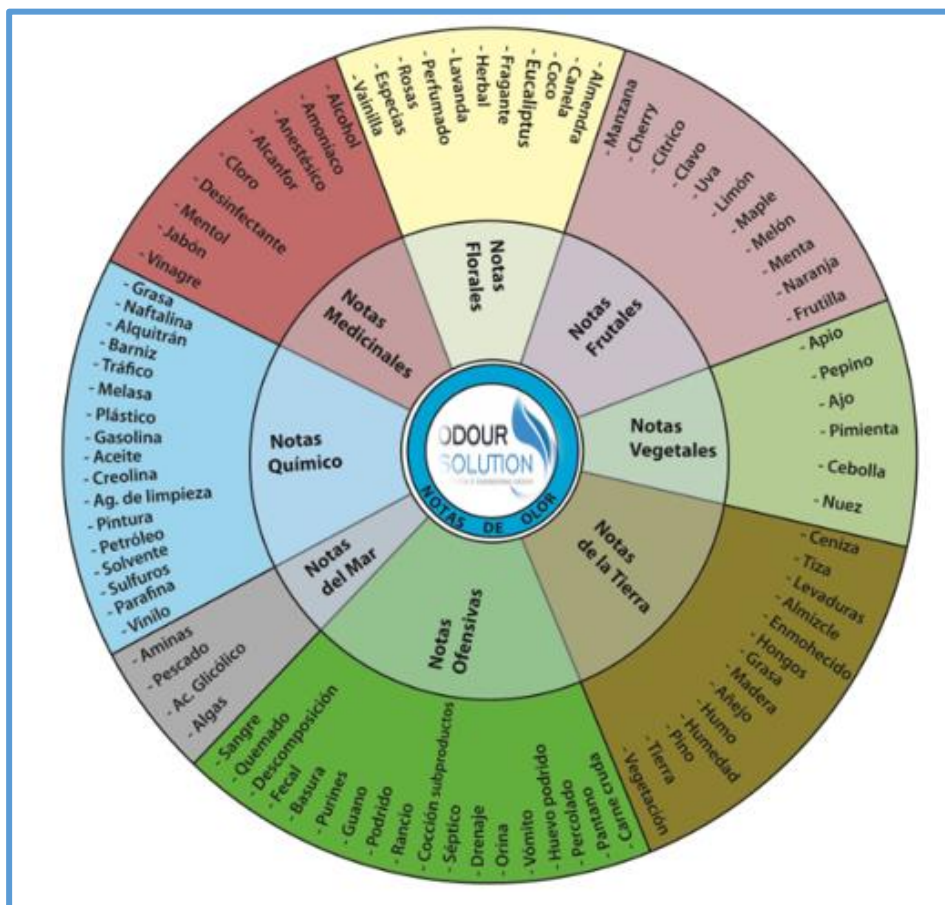 Notas
Florales
- Vainilla
- Especias
- Rosas
- Perfumado
- Lavanda
- Herbal
- Fragante
- Eucaliptus
- Coco
- Canela
- Almendra
Notas
Frutales
- Manzana
- Cherry
- Citrico
- Clavo
- Uva
- Limón
- Maple
- Melón
- Menta
- Naranja
- Frutilla
Notas
Vegetales
- Apio
- Pepino
- Ajo
- Pimienta
- Cebolla
- Nuez
Notas
de la Tierra
- Ceniza
- Tiza
- Levaduras
- Almizcle
- Enmohecido
- Hongos
- Grasa
- Madera
- Añejo
- Humo
- Humedad
- Pino
- Tierra
- Vegetación
Notas
Ofensivas
- Sangre
- Quemado
- Descomposición
- Fecal
- Basura
- Purines
- Guano
- Podrido
- Rancio
- Cocción subproductos
- Séptico
- Drenaje
- Orina
- Vómito
- Huevo podrido
- Percolado
- Pantano
- Carne cruda
Notas
del Mar
- Aminas
- Pescado
- Ac. Glicólico
- Algas
Notas
Químico
- Grasa
- Naftalina
- Alquitrán
- Barniz
- Tráfico
- Melasa
- Plástico
- Gasolina
- Aceite
- Creolina
- Ag. de limpieza
- Pintura
- Petróleo
- Solvente
- Sulfuros
- Parafina
- Vinilo
Notas
Medicinales
- Alcohol
- Amoniaco
- Anestésico
- Alcanfor
- Cloro
- Desinfectante
- Mentol
- Jabón
- Vinagre
ODOUR
SOLUTION
NOTAS DE OLOR